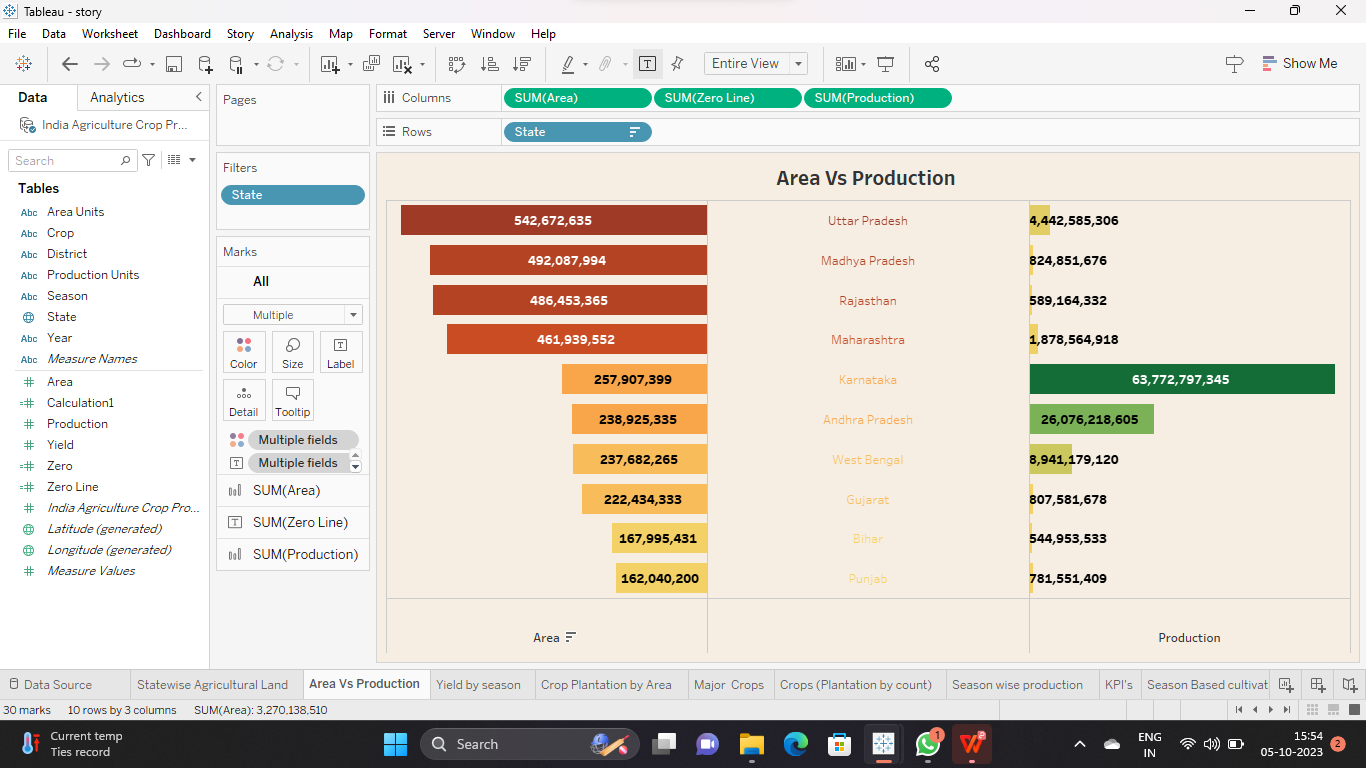 Tableau - story
File Data Worksheet Dashboard Story Analysis Map Format Server Window Help
Entire View
Show Me
Data Analytics
India Agriculture Crop Pr...
Search
Tables
Abc Area Units
Abc Crop
Abc District
Abc Production Units
Abc Season
State
Abc Year
Abc Measure Names
Area
Calculation1
Production
Yield
Zero
Zero Line
India Agriculture Crop Pro...
Latitude (generated)
Longitude (generated)
Measure Values
Pages
Filters
State
Marks
All
Multiple
Color Size Label
Detail Tooltip
Multiple fields
Multiple fields
SUM(Area)
SUM(Zero Line)
SUM(Production)
Columns SUM(Area) SUM(Zero Line) SUM(Production)
Rows State
Area Vs Production
542,672,635 Uttar Pradesh 4,442,585,306
492,087,994 Madhya Pradesh 824,851,676
486,453,365 Rajasthan 589,164,332
461,939,552 Maharashtra 1,878,564,918
257,907,399 Karnataka 63,772,797,345
238,925,335 Andhra Pradesh 26,076,218,605
237,682,265 West Bengal 8,941,179,120
222,434,333 Gujarat 807,581,678
167,995,431 Bihar 544,953,533
162,040,200 Punjab 781,551,409
Area Production
Data Source Statewise Agricultural Land Area Vs Production Yield by season Crop Plantation by Area Major Crops Crops (Plantation by count) Season wise production KPI's Season Based cultivat
30 marks 10 rows by 3 columns SUM(Area): 3,270,138,510
Current temp
Ties record
Search
1
ENG
IN
15:54
05-10-2023
2